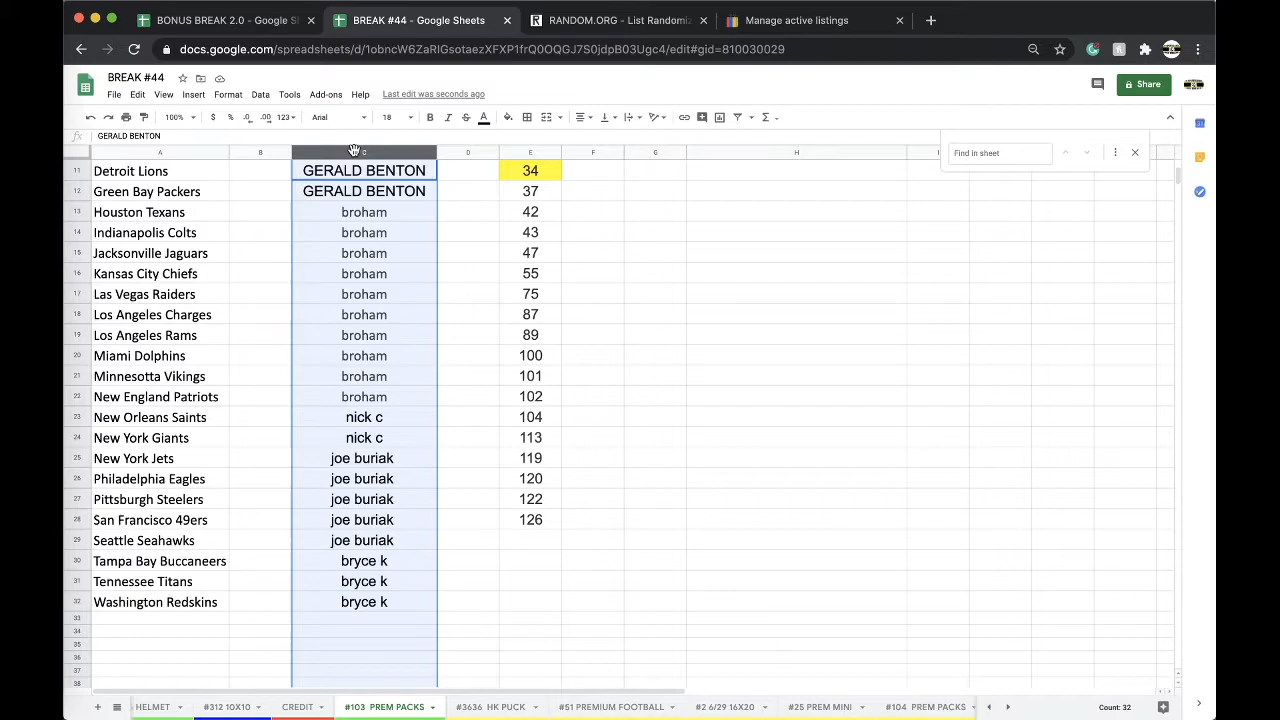 BONUS BREAK 2.0 - Google S
BREAK #44 - Google Sheets
RANDOM.ORG - List Randomiz
Manage active listings
docs.google.com/spreadsheets/d/1obncW6ZaRIGsotaezXFXP1frQ0OQGJ7S0jdpB03Ugc4/edit#gid=810030029
BREAK #44
File Edit View Insert Format Data Tools Add-ons Help Last edit was seconds ago
Share
100% $ % .0 .00 123 Arial 18
GERALD BENTON
A B C D E F G H
Find in sheet
11 Detroit Lions GERALD BENTON 34
12 Green Bay Packers GERALD BENTON 37
13 Houston Texans broham 42
14 Indianapolis Colts broham 43
15 Jacksonville Jaguars broham 47
16 Kansas City Chiefs broham 55
17 Las Vegas Raiders broham 75
18 Los Angeles Charges broham 87
19 Los Angeles Rams broham 89
20 Miami Dolphins broham 100
21 Minnesotta Vikings broham 101
22 New England Patriots broham 102
23 New Orleans Saints nick c 104
24 New York Giants nick c 113
25 New York Jets joe buriak 119
26 Philadelphia Eagles joe buriak 120
27 Pittsburgh Steelers joe buriak 122
28 San Francisco 49ers joe buriak 126
29 Seattle Seahawks joe buriak
30 Tampa Bay Buccaneers bryce k
31 Tennessee Titans bryce k
32 Washington Redskins bryce k
33
34
35
36
37
38
HELMET #312 10X10 CREDIT #103 PREM PACKS #3636 HK PUCK #51 PREMIUM FOOTBALL #2 6/29 16X20 #25 PREM MINI #104 PREM PACKS Count: 32